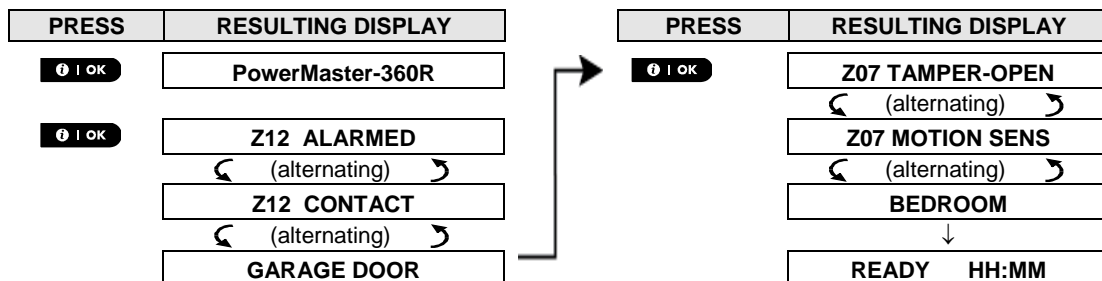 PRESS RESULTING DISPLAY
i | OK PowerMaster-360R
i | OK Z12 ALARMED
(alternating)
Z12 CONTACT
(alternating)
GARAGE DOOR
PRESS RESULTING DISPLAY
i | OK Z07 TAMPER-OPEN
(alternating)
Z07 MOTION SENS
(alternating)
BEDROOM
READY HH:MM